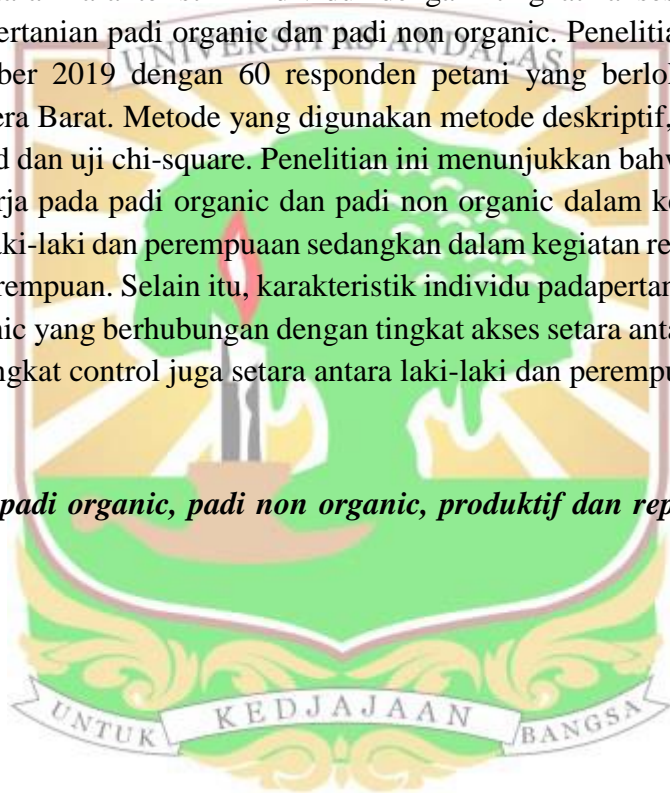 ertanian padi organic dan padi non organic. Penelitia
UNIVERSITAS ANDALAS
ber 2019 dengan 60 responden petani yang berlok
era Barat. Metode yang digunakan metode deskriptif,
d dan uji chi-square. Penelitian ini menunjukkan bahw
rja pada padi organic dan padi non organic dalam k
aki-laki dan perempuaan sedangkan dalam kegiatan re
erempuan. Selain itu, karakteristik individu padapertan
nic yang berhubungan dengan tingkat akses setara anta
ngkat control juga setara antara laki-laki dan perempu
padi organic, padi non organic, produktif dan rep
UNTUK KEDJAJAAN BANGSA